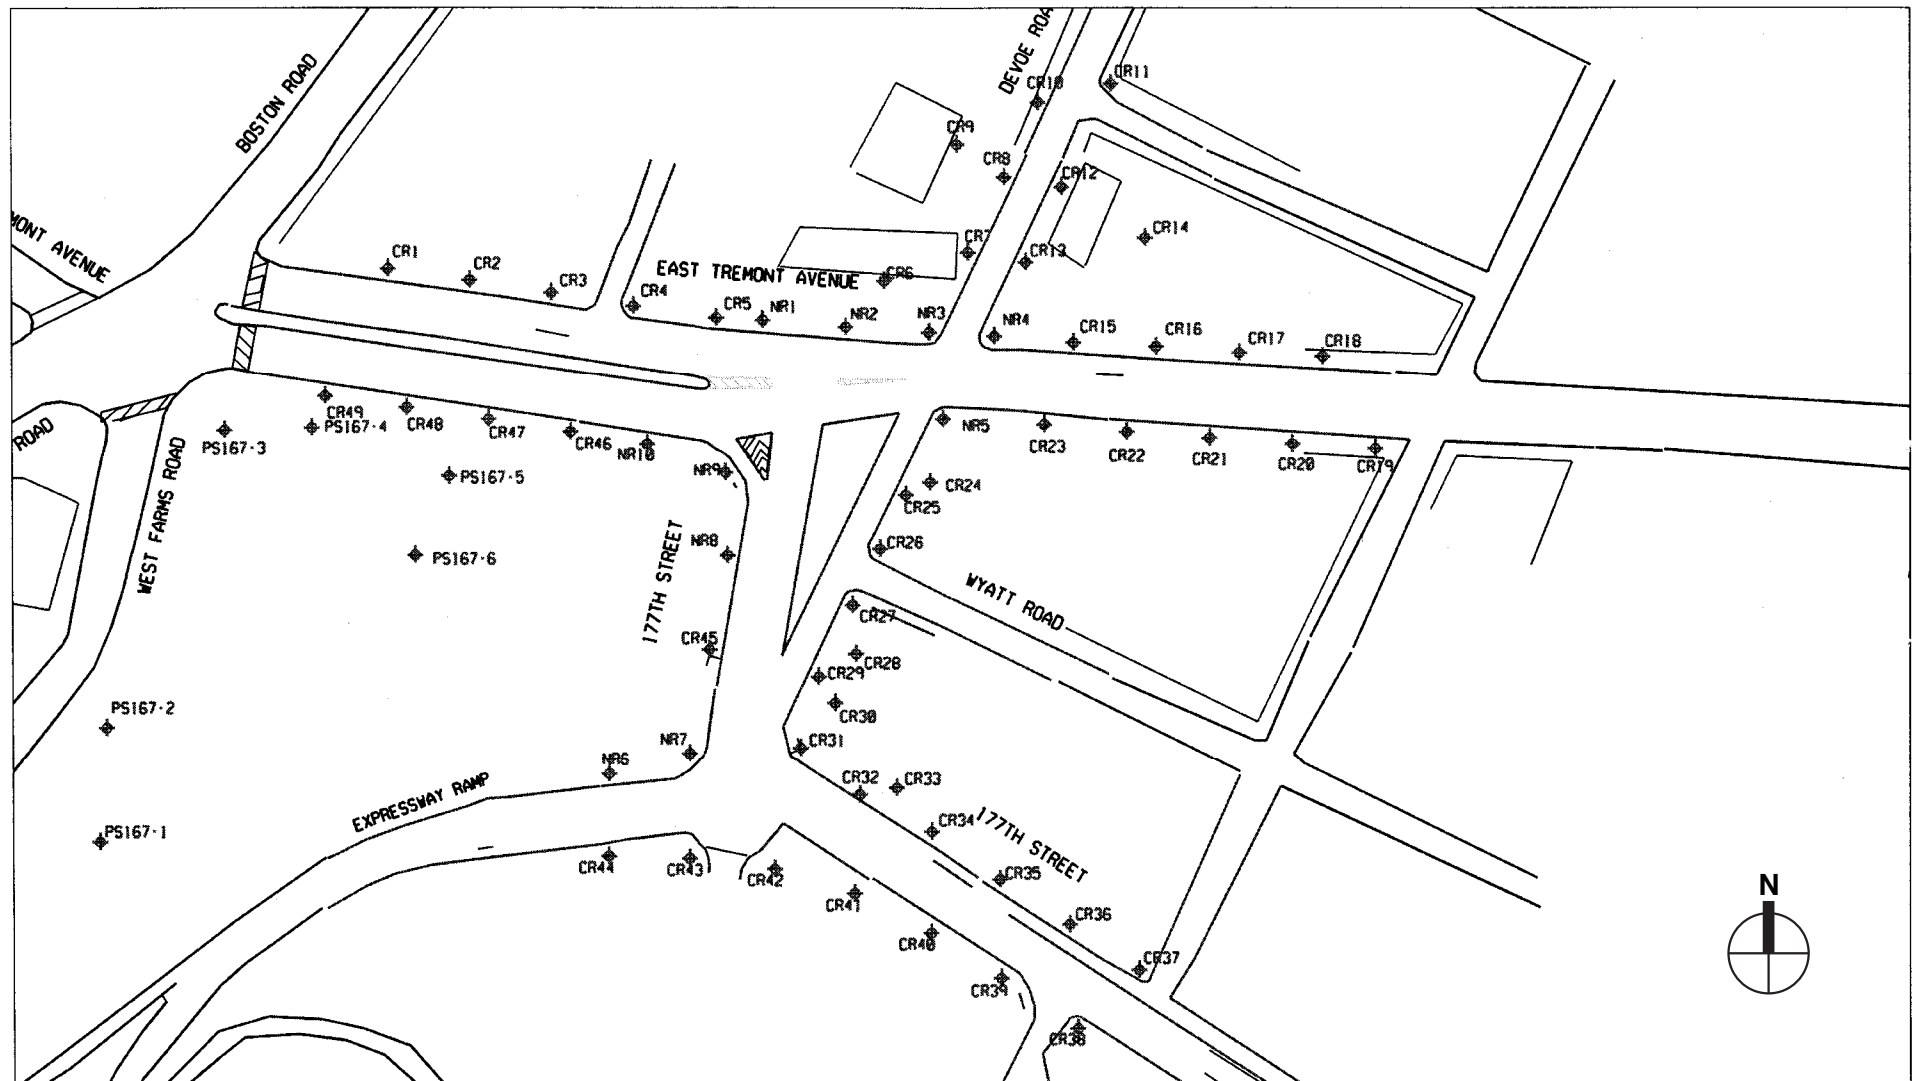 BOSTON ROAD
DEVOE ROA
MONT AVENUE
EAST TREMONT AVENUE
CR11
CR10
CR9
CR8
CR12
CR14
CR7
CR13
CR1
CR2
CR3
CR6
CR4
CR5
NR1
NR2
NR3
NR4
CR15
CR16
CR17
CR18
CR49
PS167-4
CR48
CR47
CR46
NR10
NR9
PS167-3
ROAD
WEST FARMS ROAD
PS167-5
PS167-6
NR5
CR23
CR22
CR21
CR20
CR19
CR24
CR25
CR26
NR8
177TH STREET
WYATT ROAD
CR27
CR45
CR28
CR29
CR30
CR31
PS167-2
NR7
NR6
EXPRESSWAY RAMP
CR32
CR33
CR34
177TH STREET
PS167-1
CR44
CR43
CR42
CR41
CR35
CR36
CR40
CR37
CR39
CR38
N